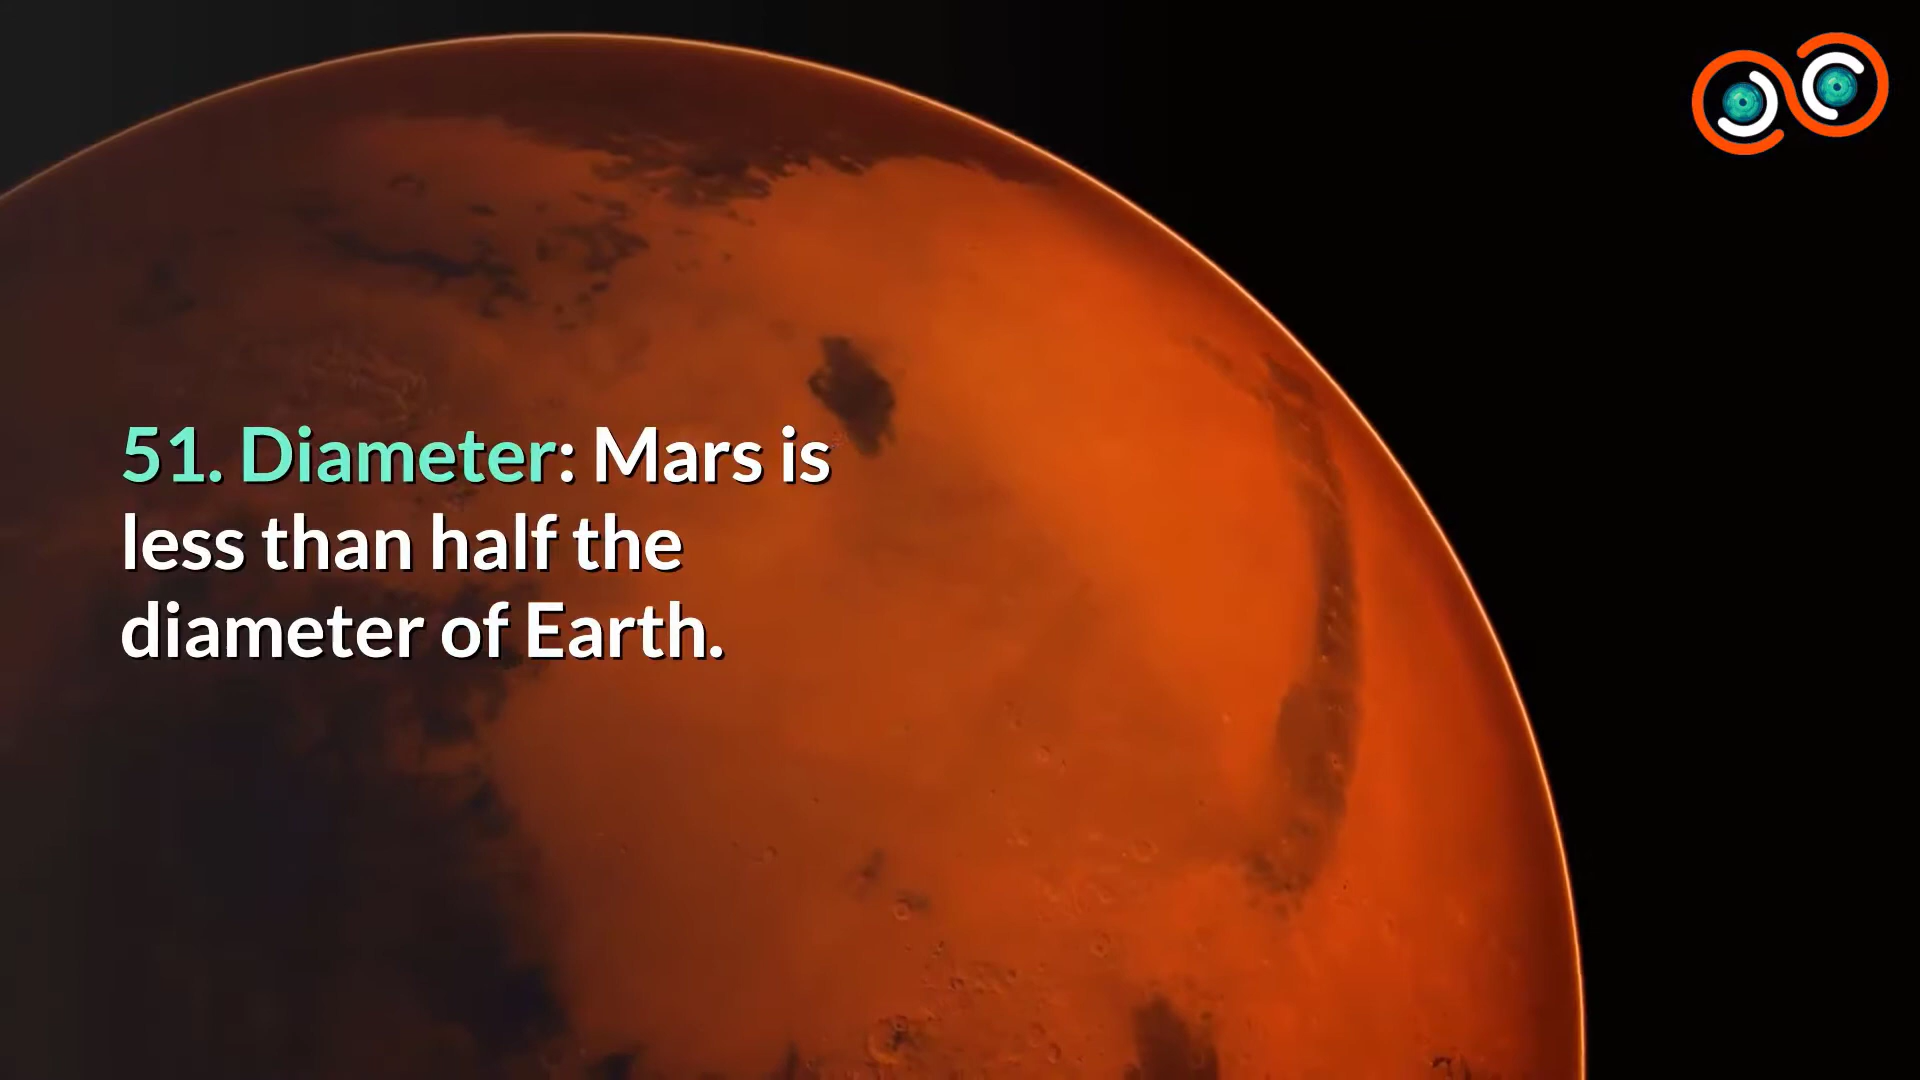 51. Diameter: Mars is
less than half the
diameter of Earth.